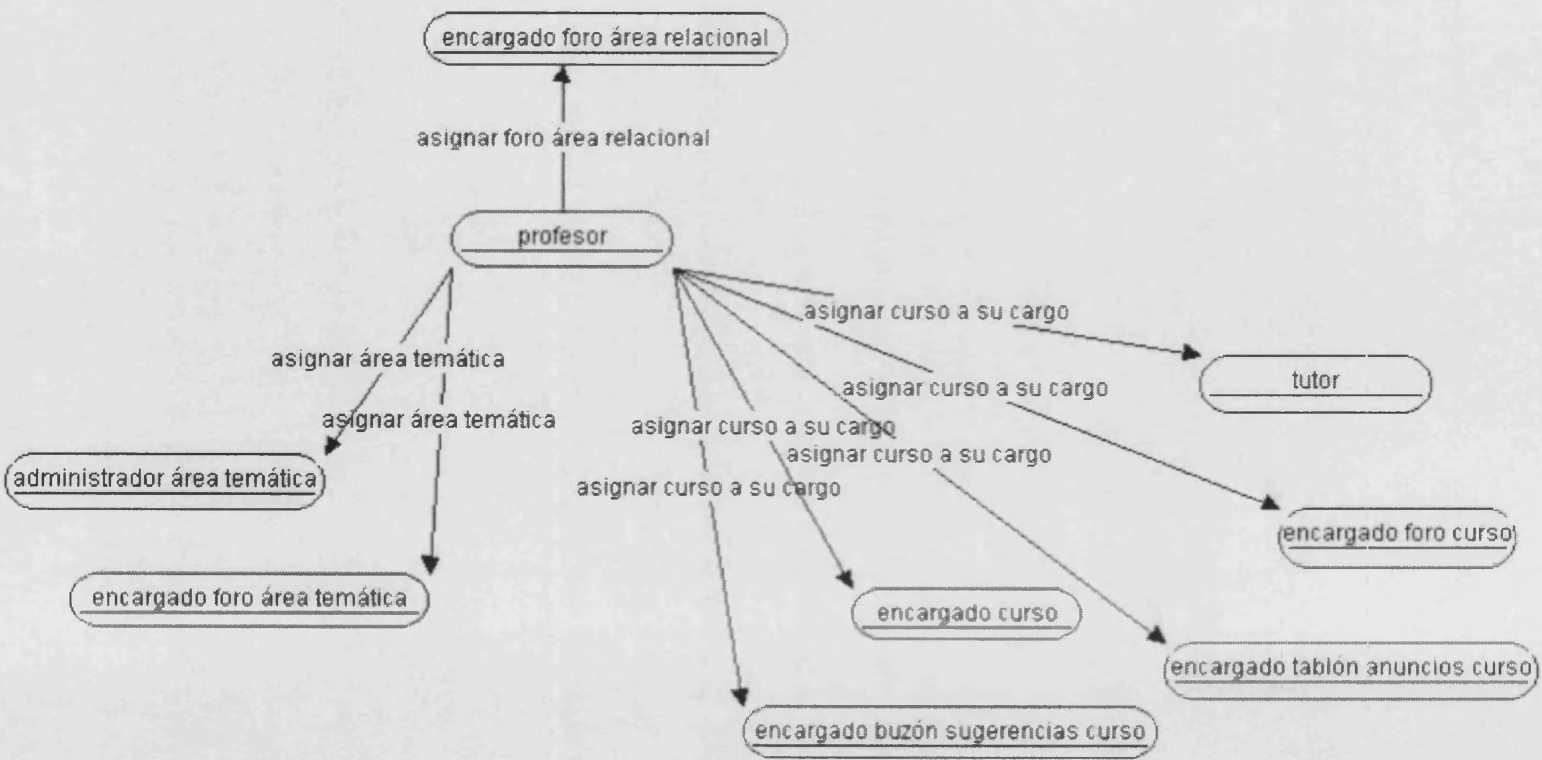 encargado foro área relacional
asignar foro área relacional
profesor
asignar curso a su cargo
asignar área temática
tutor
asignar curso a su cargo
asignar área temática
asignar curso a su cargo
asignar curso a su cargo
administrador área temática
asignar curso a su cargo
encargado foro curso
encargado foro área temática
encargado curso
encargado tablón anuncios curso
encargado buzón sugerencias curso